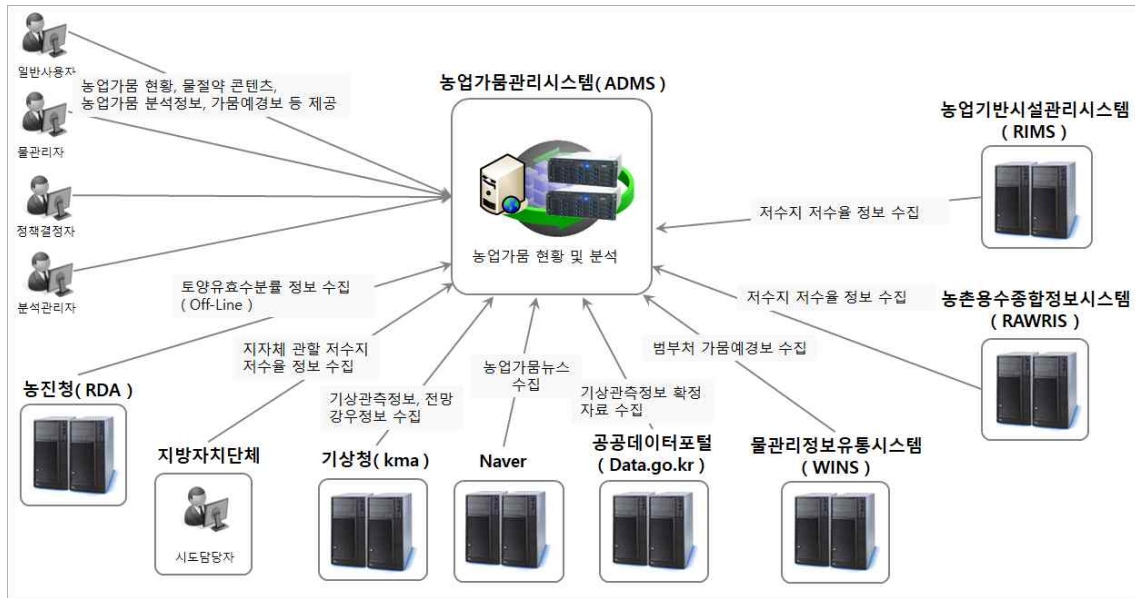 일반사용자
농업가뭄 현황, 물절약 콘텐츠,
농업가뭄 분석정보, 가뭄예경보 등 제공
물관리자
정책결정자
분석관리자
농업가뭄관리시스템( ADMS )
농업가뭄 현황 및 분석
농업기반시설관리시스템
( RIMS )
저수지 저수율 정보 수집
저수지 저수율 정보 수집
농촌용수종합정보시스템
( RAWRIS )
토양유효수분률 정보 수집
( Off-Line )
지자체 관할 저수지
저수율 정보 수집
기상관측정보, 전망
강우정보 수집
농업가뭄뉴스
수집
기상관측정보 확정
자료 수집
범부처 가뭄예경보 수집
농진청( RDA )
지방자치단체
시도담당자
기상청( kma )
Naver
공공데이터포털
( Data.go.kr )
물관리정보유통시스템
( WINS )